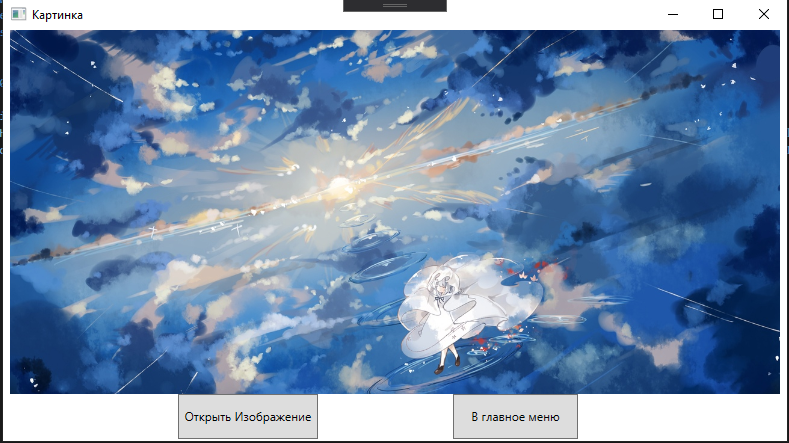 Картинка
Открыть Изображение
В главное меню